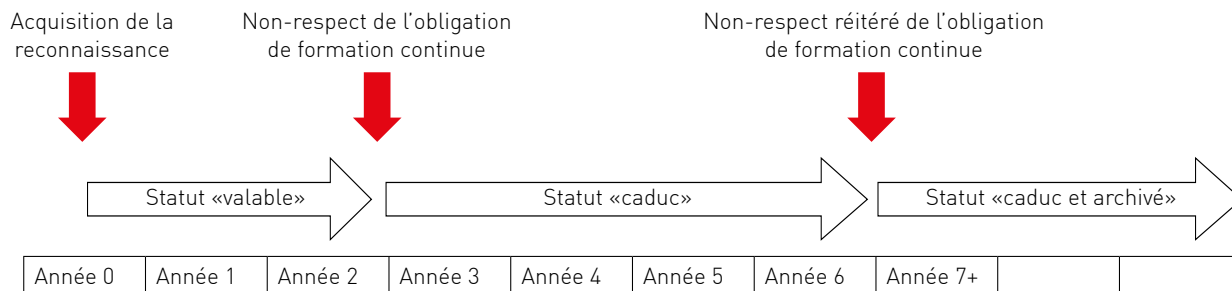 Acquisition de la
reconnaissance
Non-respect de l’obligation
de formation continue
Non-respect réitéré de l’obligation
de formation continue
Statut «valable»
Statut «caduc»
Statut «caduc et archivé»
Année 0
Année 1
Année 2
Année 3
Année 4
Année 5
Année 6
Année 7+